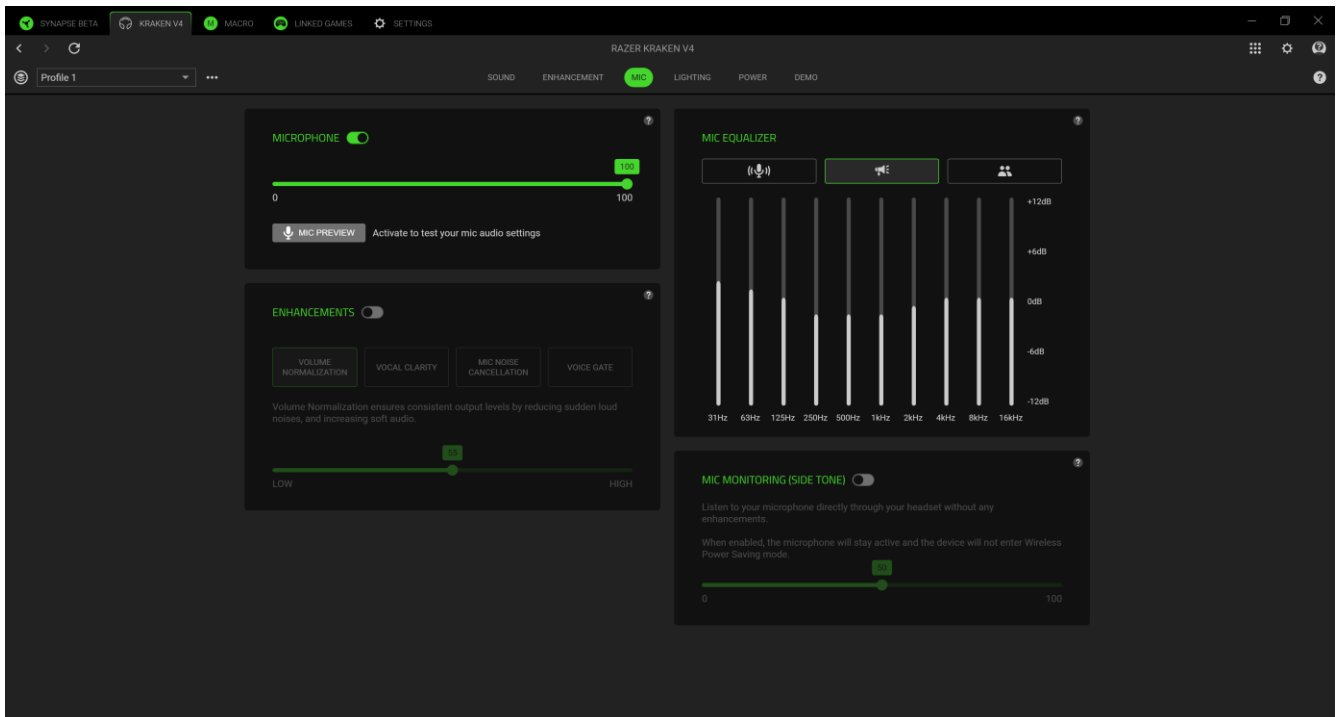 SYNAPSE BETA KRAKEN V4 MACRO LINKED GAMES SETTINGS
RAZER KRAKEN V4
Profile 1
SOUND ENHANCEMENT MIC LIGHTING POWER DEMO
MICROPHONE
100
0 100
MIC PREVIEW Activate to test your mic audio settings
ENHANCEMENTS
VOLUME NORMALIZATION
VOCAL CLARITY
MIC NOISE CANCELLATION
VOICE GATE
Volume Normalization ensures consistent output levels by reducing sudden loud
noises, and increasing soft audio.
55
LOW HIGH
MIC EQUALIZER
+12dB
+6dB
0dB
-6dB
-12dB
31Hz 63Hz 125Hz 250Hz 500Hz 1kHz 2kHz 4kHz 8kHz 16kHz
MIC MONITORING (SIDE TONE)
Listen to your microphone directly through your headset without any
enhancements.
When enabled, the microphone will stay active and the device will not enter Wireless
Power Saving mode.
50
0 100